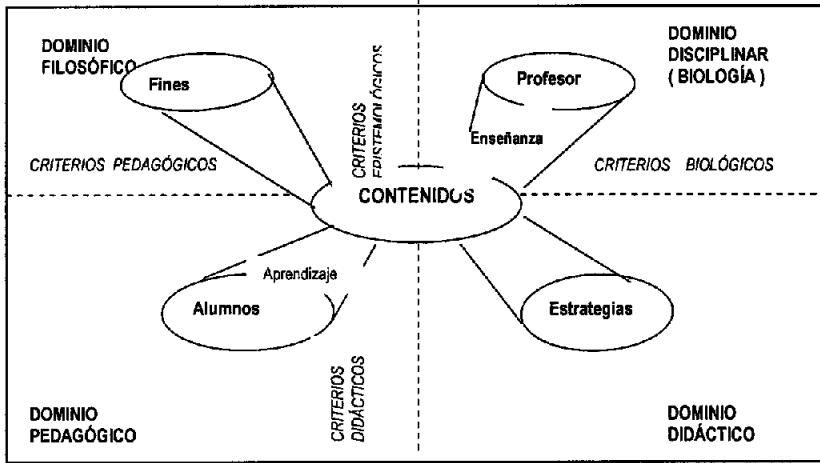 DOMINIO
FILOSÓFICO
Fines
CRITERIOS PEDAGÓGICOS
CRITERIOS
EPISTEMOLÓGICOS
Profesor
Enseñanza
DOMINIO
DISCIPLINAR
( BIOLOGÍA )
CRITERIOS BIOLÓGICOS
CONTENIDOS
Aprendizaje
Alumnos
Estrategias
CRITERIOS
DIDÁCTICOS
DOMINIO
PEDAGÓGICO
DOMINIO
DIDÁCTICO